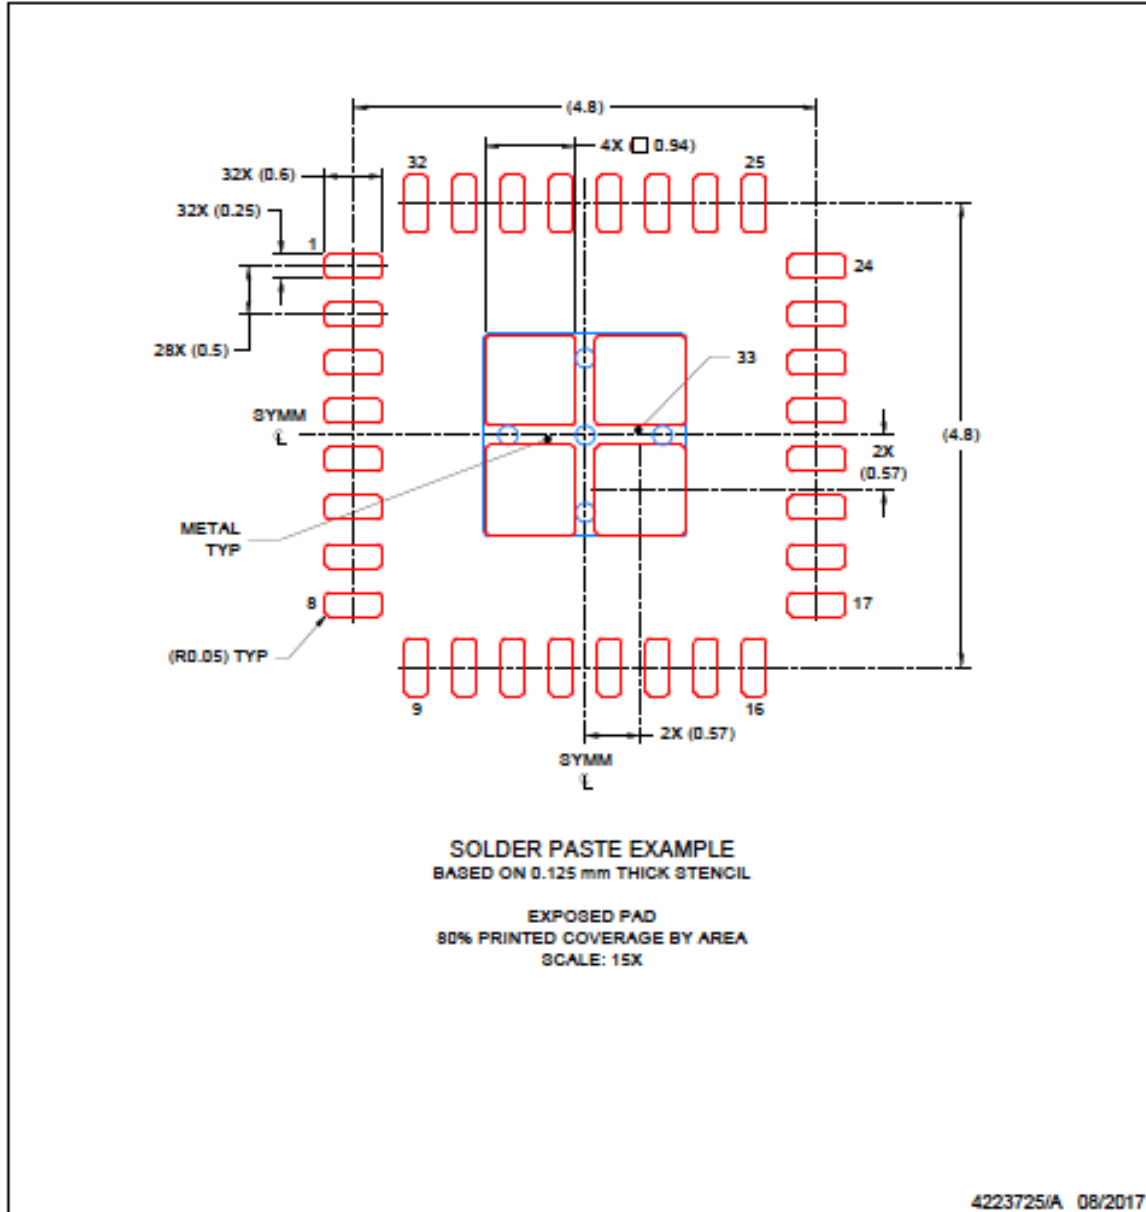 (4.8)
4X (□ 0.94)
32
25
32X (0.6)
32X (0.25)
1
24
28X (0.5)
33
SYMM
℄
(4.8)
2X
(0.57)
METAL
TYP
8
17
(R0.05) TYP
9
16
2X (0.57)
SYMM
℄
SOLDER PASTE EXAMPLE
BASED ON 0.125 mm THICK STENCIL
EXPOSED PAD
80% PRINTED COVERAGE BY AREA
SCALE: 15X
4223725/A 08/2017